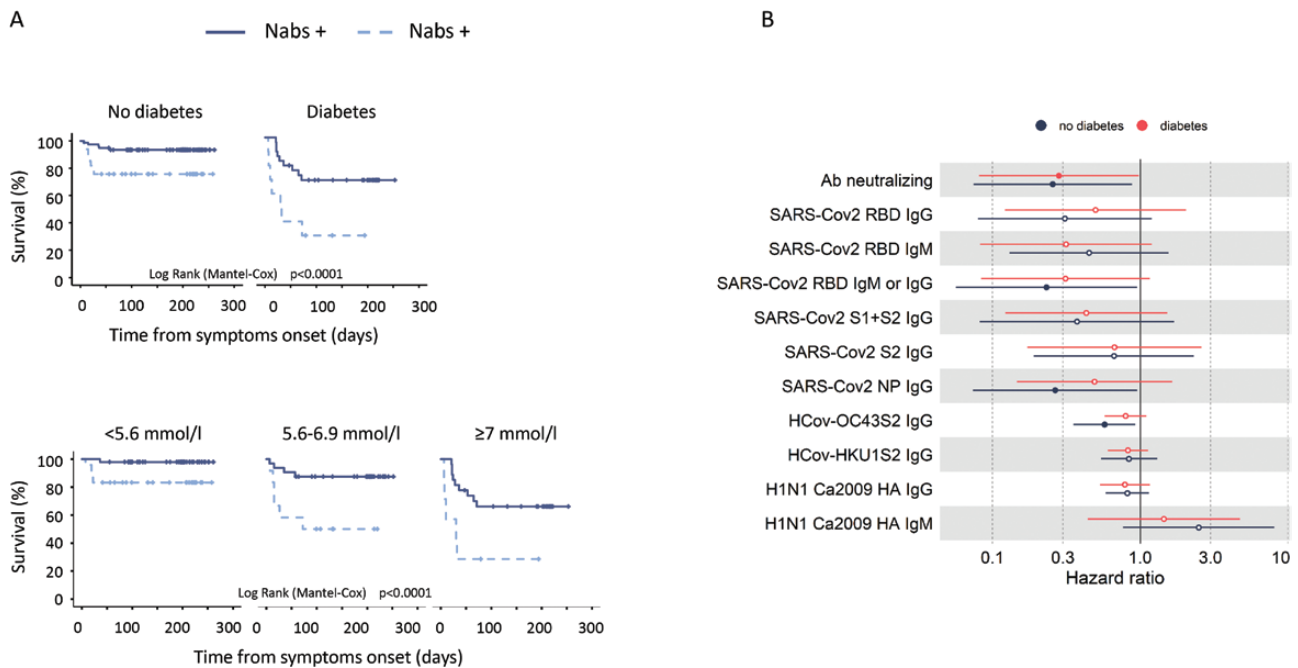 A
Nabs +
Nabs +
No diabetes
Diabetes
Survival (%)
100
80
60
40
20
0
Log Rank (Mantel-Cox) p<0.0001
0 100 200 300
0 100 200 300
Time from symptoms onset (days)
<5.6 mmol/l
5.6-6.9 mmol/l
≥7 mmol/l
Survival (%)
100
80
60
40
20
0
Log Rank (Mantel-Cox) p<0.0001
0 100 200 300
0 100 200 300
0 100 200 300
Time from symptoms onset (days)
B
no diabetes
diabetes
Ab neutralizing
SARS-Cov2 RBD IgG
SARS-Cov2 RBD IgM
SARS-Cov2 RBD IgM or IgG
SARS-Cov2 S1+S2 IgG
SARS-Cov2 S2 IgG
SARS-Cov2 NP IgG
HCov-OC43S2 IgG
HCov-HKU1S2 IgG
H1N1 Ca2009 HA IgG
H1N1 Ca2009 HA IgM
0.1 0.3 1.0 3.0 10
Hazard ratio